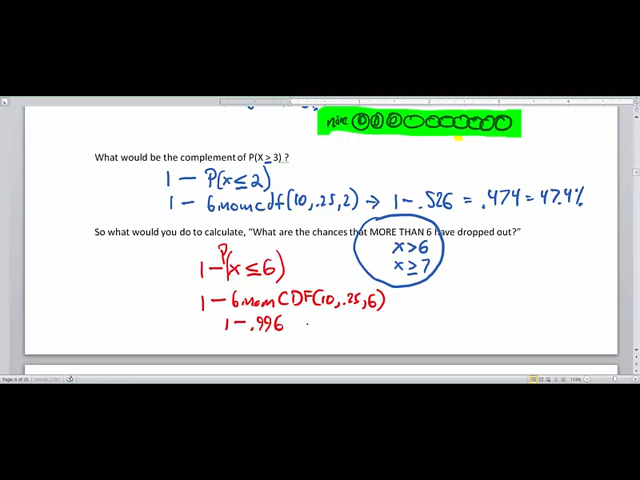 more
What would be the complement of P(X ≥ 3) ?
1 – P(x ≤ 2)
1 – binomcdf(10, .25, 2) → 1 – .526 = .474 = 47.4%
So what would you do to calculate, "What are the chances that MORE THAN 6 have dropped out?"
x > 6
x ≥ 7
1 – P(x ≤ 6)
1 – binomCDF(10, .25, 6)
1 – .996